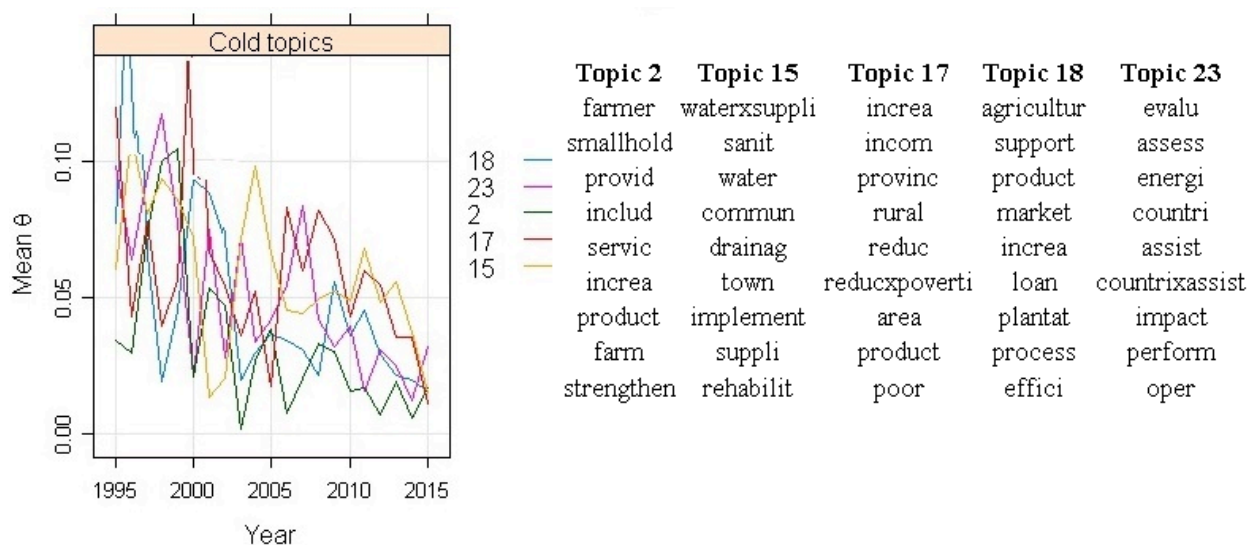 Cold topics
Mean θ
0.10
0.05
0.00
1995 2000 2005 2010 2015
Year
18
23
2
17
15
Topic 2 Topic 15 Topic 17 Topic 18 Topic 23
farmer waterxsuppli increa agricultur evalu
smallhold sanit incom support assess
provid water provinc product energi
includ commun rural market countri
servic drainag reduc increa assist
increa town reducxpoverti loan countrixassist
product implement area plantat impact
farm suppli product process perform
strengthen rehabilit poor effici oper